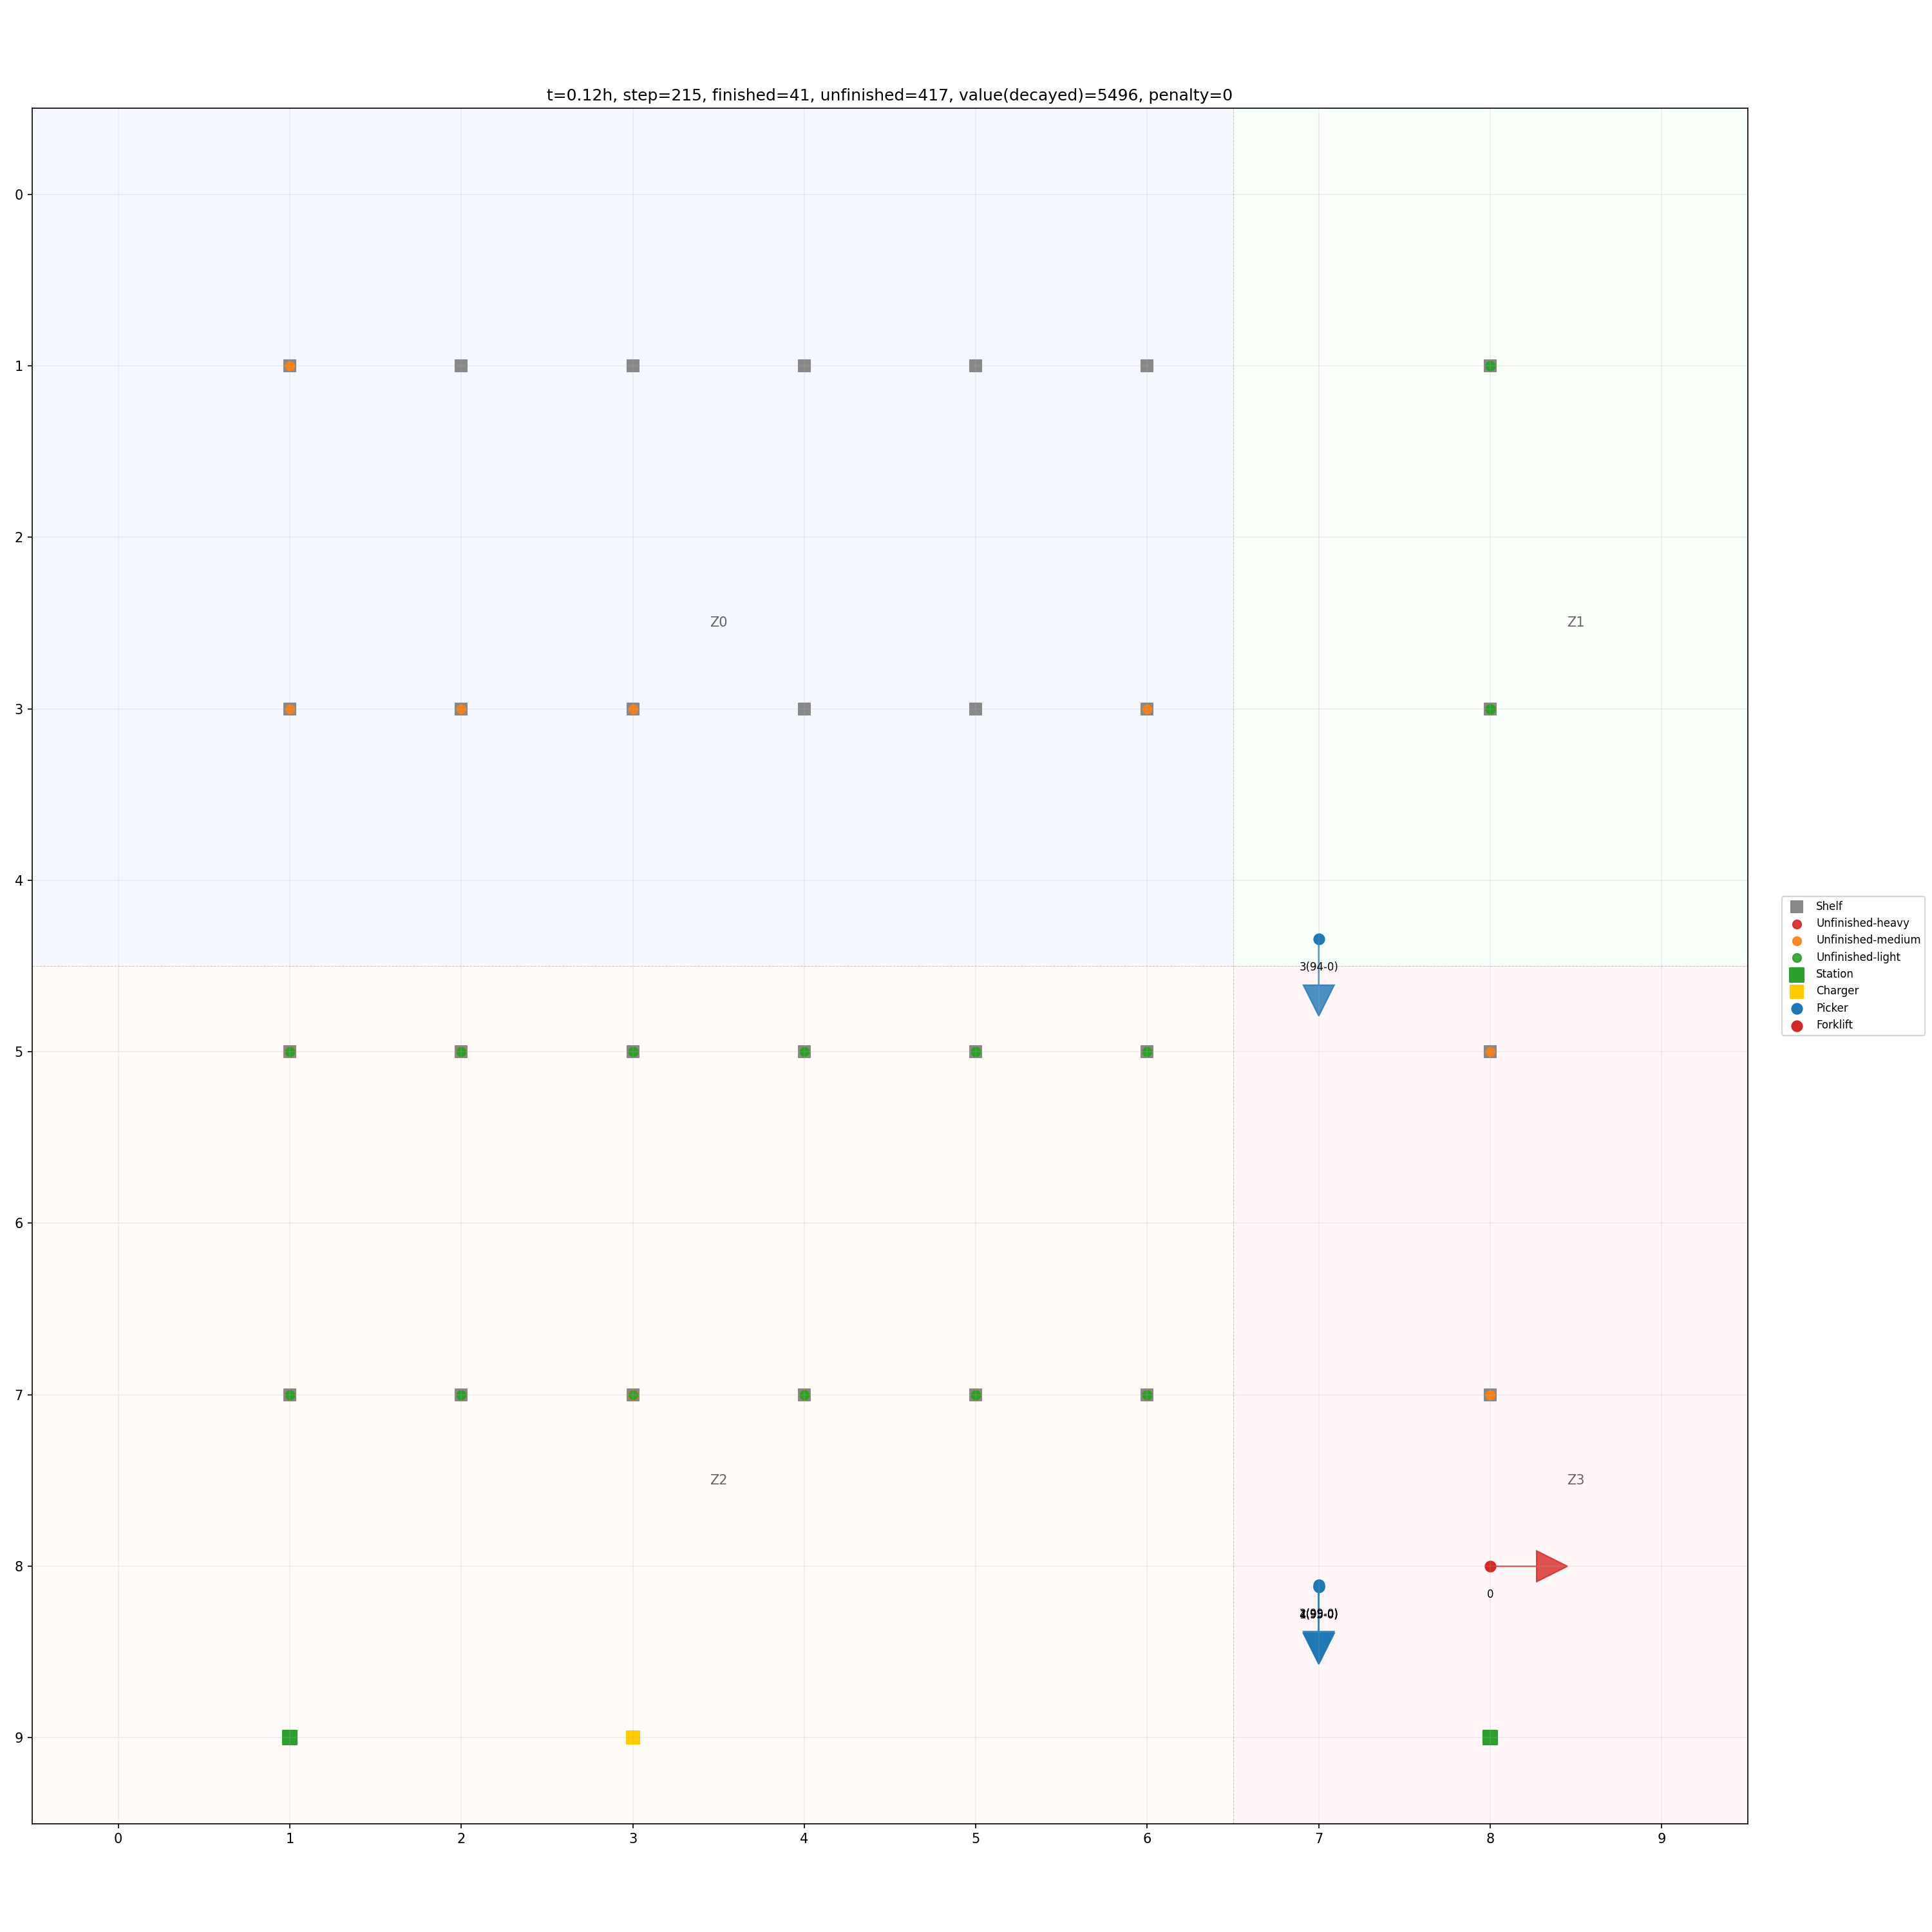 t=0.12h, step=215, finished=41, unfinished=417, value(decayed)=5496, penalty=0
0
1
2
Z0
Z1
3
4
3(94-0)
Shelf
Unfinished-heavy
Unfinished-medium
Unfinished-light
Station
Charger
Picker
Forklift
5
6
7
Z2
Z3
8
0
9
0 1 2 3 4 5 6 7 8 9